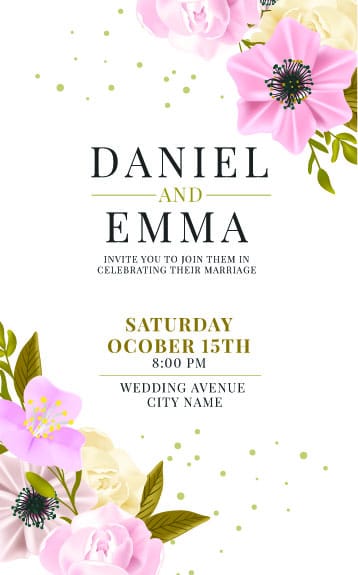 DANIEL
AND
EMMA
INVITE YOU TO JOIN THEM IN
CELEBRATING THEIR MARRIAGE
SATURDAY
OCOBER 15TH
8:00 PM
WEDDING AVENUE
CITY NAME